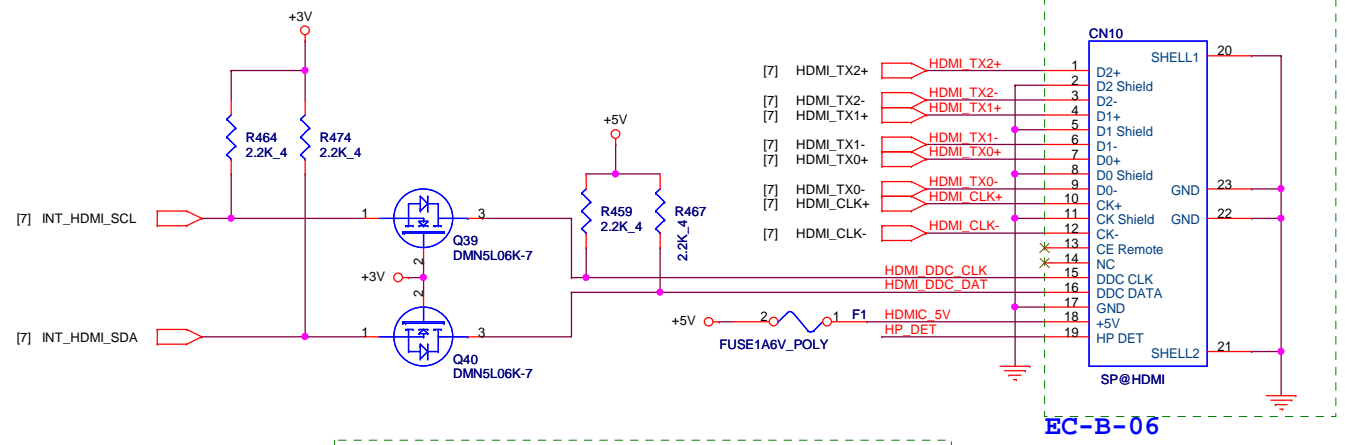 +3V
R464
2.2K_4
R474
2.2K_4
[7] INT_HDMI_SCL
1
3
Q39
DMN5L06K-7
2
+3V
2
[7] INT_HDMI_SDA
1
3
Q40
DMN5L06K-7
+5V
R459
2.2K_4
R467
2.2K_4
HDMI_DDC_CLK
HDMI_DDC_DAT
+5V
2
1
F1
FUSE1A6V_POLY
HDMIC_5V
HP_DET
[7] HDMI_TX2+ HDMI_TX2+
[7] HDMI_TX2- HDMI_TX2-
[7] HDMI_TX1+ HDMI_TX1+
[7] HDMI_TX1- HDMI_TX1-
[7] HDMI_TX0+ HDMI_TX0+
[7] HDMI_TX0- HDMI_TX0-
[7] HDMI_CLK+ HDMI_CLK+
[7] HDMI_CLK- HDMI_CLK-
CN10
1 D2+
2 D2 Shield
3 D2-
4 D1+
5 D1 Shield
6 D1-
7 D0+
8 D0 Shield
9 D0-
10 CK+
11 CK Shield
12 CK-
13 CE Remote
14 NC
15 DDC CLK
16 DDC DATA
17 GND
18 +5V
19 HP DET
SHELL1 20
GND 23
GND 22
SHELL2 21
SP@HDMI
EC-B-06